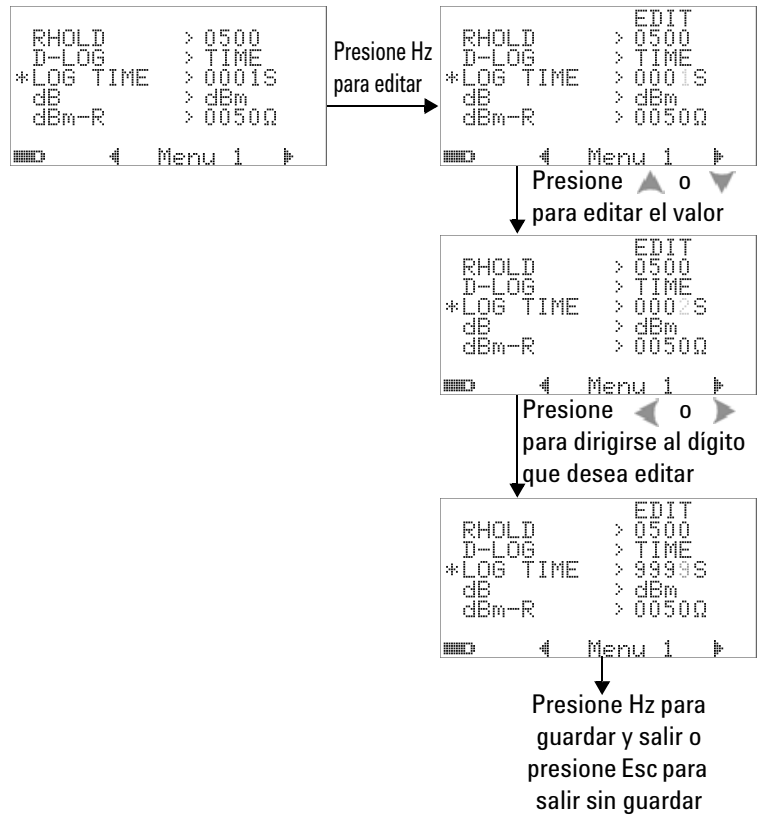 RHOLD > 0500
D-LOG > TIME
*LOG TIME > 0001S
dB > dBm
dBm-R > 0050Ω
Menu 1
Presione Hz
para editar
EDIT
RHOLD > 0500
D-LOG > TIME
*LOG TIME > 0001S
dB > dBm
dBm-R > 0050Ω
Menu 1
Presione o
para editar el valor
EDIT
RHOLD > 0500
D-LOG > TIME
*LOG TIME > 0002S
dB > dBm
dBm-R > 0050Ω
Menu 1
Presione o
para dirigirse al dígito
que desea editar
EDIT
RHOLD > 0500
D-LOG > TIME
*LOG TIME > 9999S
dB > dBm
dBm-R > 0050Ω
Menu 1
Presione Hz para
guardar y salir o
presione Esc para
salir sin guardar